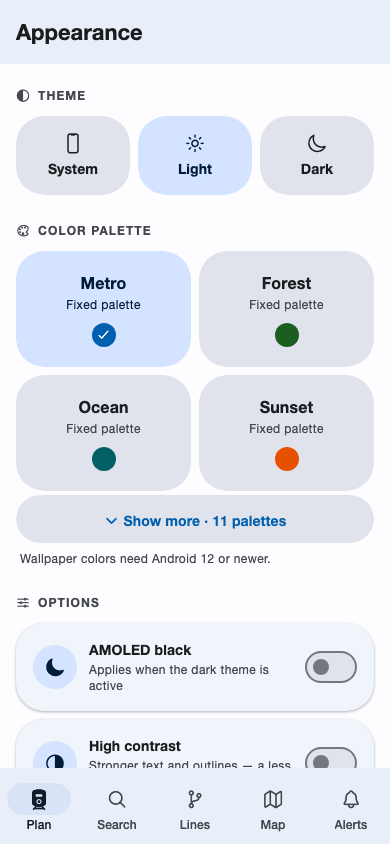 Appearance
THEME
System
Light
Dark
COLOR PALETTE
Metro
Fixed palette
Forest
Fixed palette
Ocean
Fixed palette
Sunset
Fixed palette
Show more · 11 palettes
Wallpaper colors need Android 12 or newer.
OPTIONS
AMOLED black
Applies when the dark theme is
active
High contrast
Stronger text and outlines — a less
Plan
Search
Lines
Map
Alerts